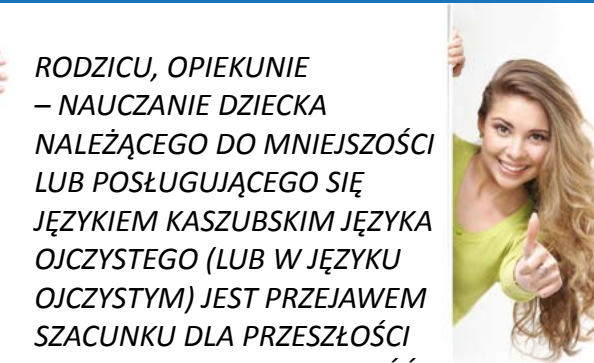 RODZICU, OPIEKUNIE
– NAUCZANIE DZIECKA
NALEŻĄCEGO DO MNIEJSZOŚCI
LUB POSŁUGUJĄCEGO SIĘ
JĘZYKIEM KASZUBSKIM JĘZYKA
OJCZYSTEGO (LUB W JĘZYKU
OJCZYSTYM) JEST PRZEJAWEM
SZACUNKU DLA PRZESZŁOŚCI